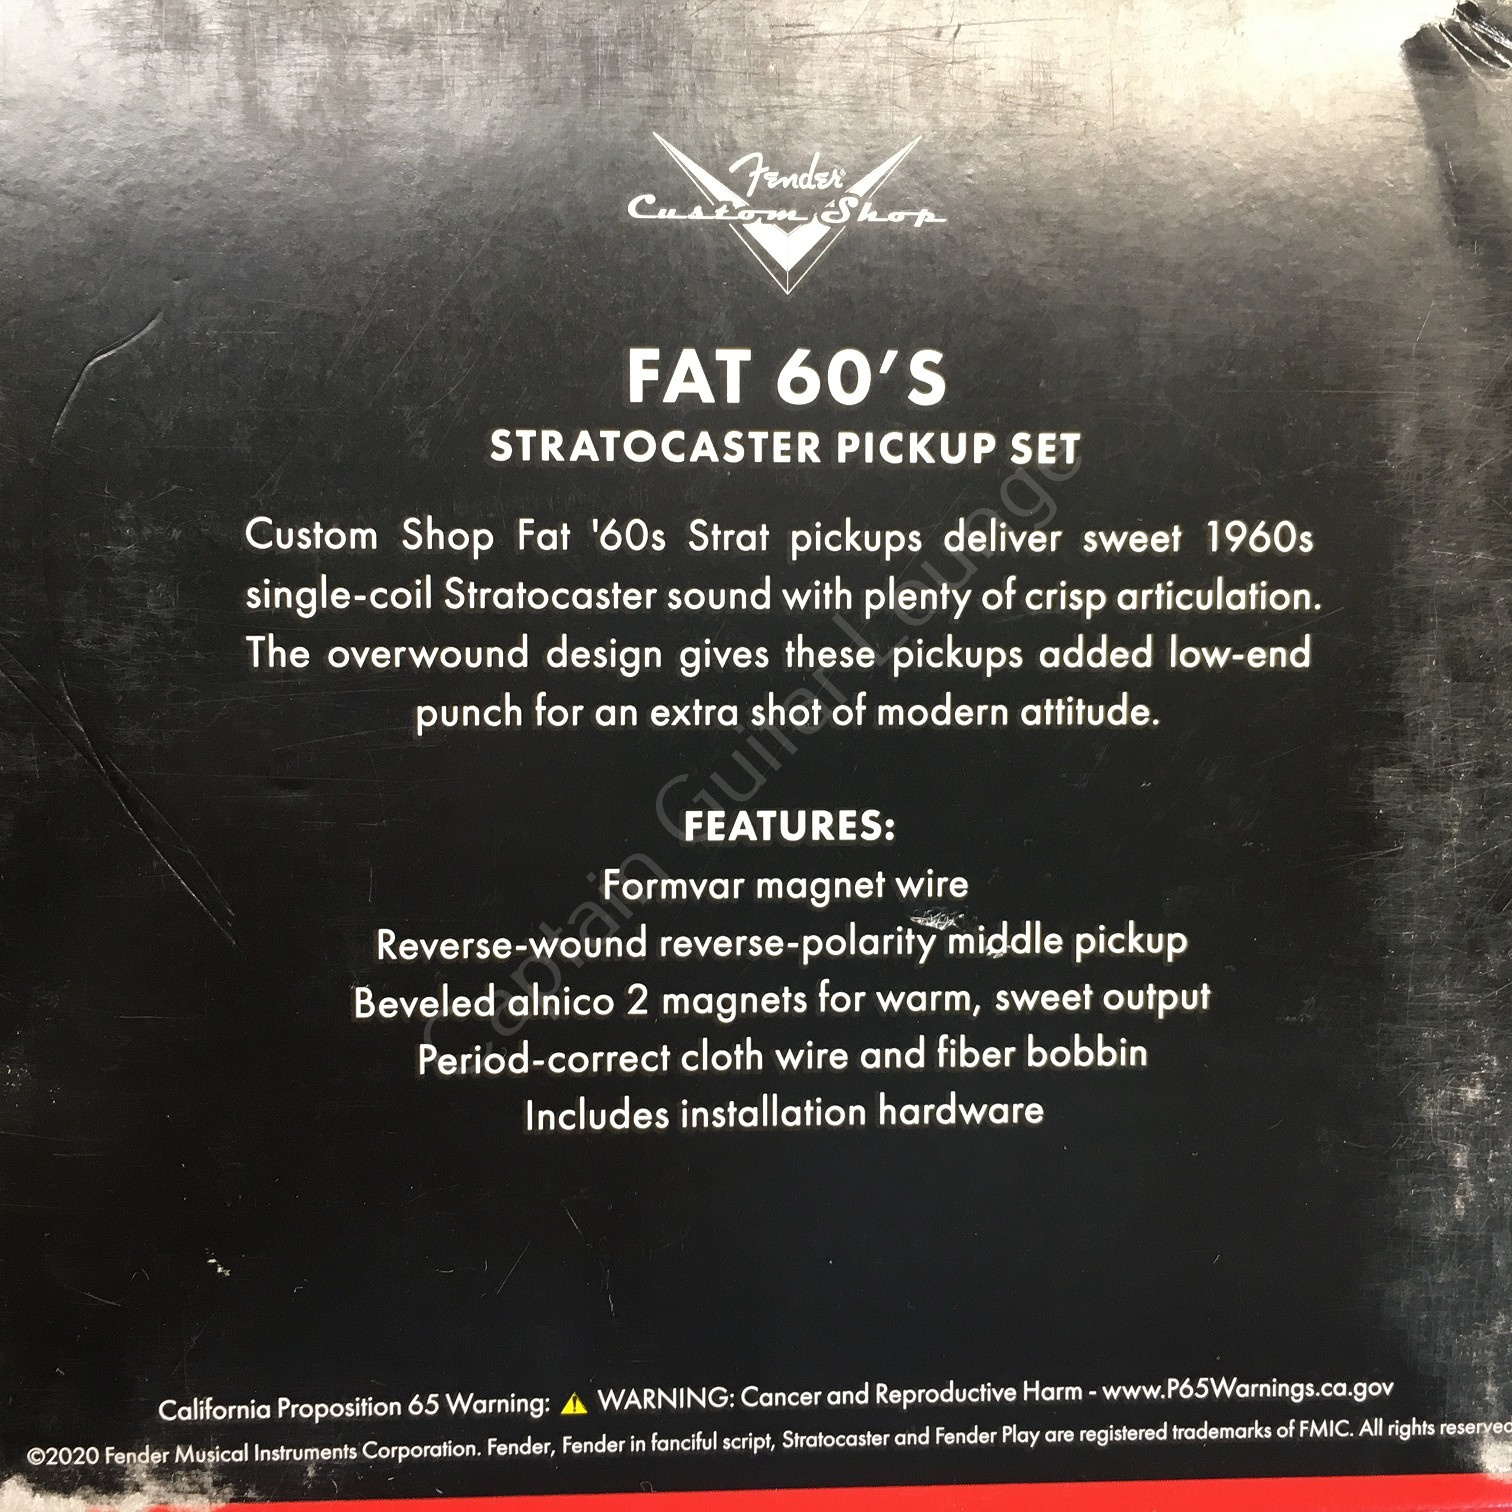 Fender
Custom Shop
FAT 60'S
STRATOCASTER PICKUP SET
Custom Shop Fat '60s Strat pickups deliver sweet 1960s
single-coil Stratocaster sound with plenty of crisp articulation.
The overwound design gives these pickups added low-end
punch for an extra shot of modern attitude.
FEATURES:
Formvar magnet wire
Reverse-wound reverse-polarity middle pickup
Beveled alnico 2 magnets for warm, sweet output
Period-correct cloth wire and fiber bobbin
Includes installation hardware
California Proposition 65 Warning: ⚠ WARNING: Cancer and Reproductive Harm - www.P65Warnings.ca.gov
©2020 Fender Musical Instruments Corporation. Fender, Fender in fanciful script, Stratocaster and Fender Play are registered trademarks of FMIC. All rights reserved
Captain Guitar Lounge